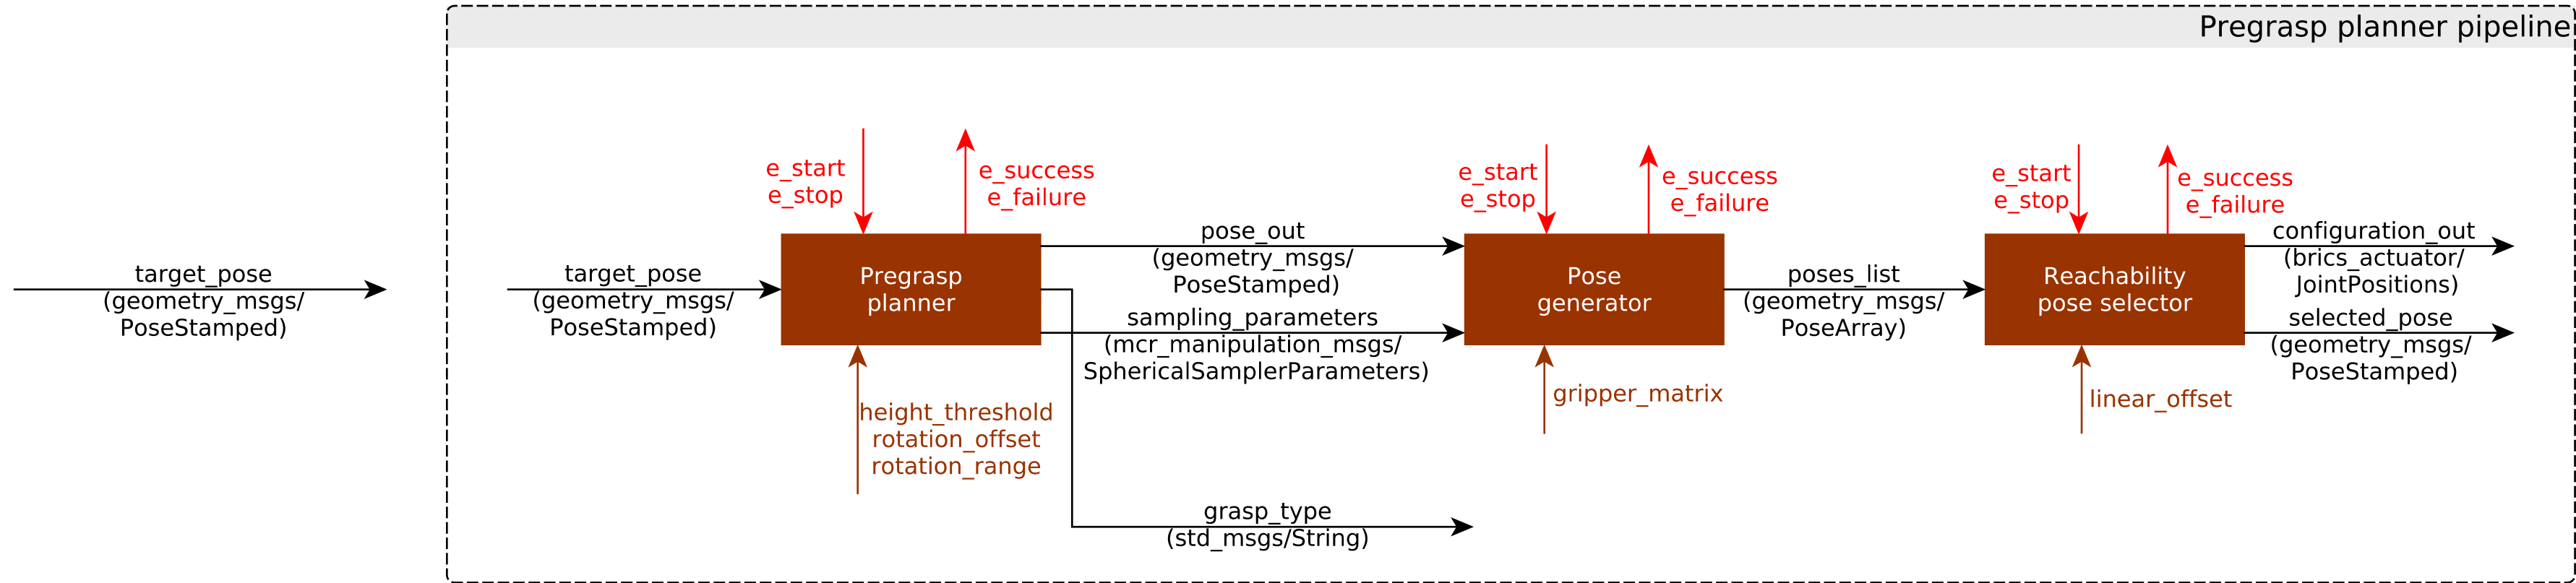 Pregrasp planner pipeline
target_pose
(geometry_msgs/
PoseStamped)
target_pose
(geometry_msgs/
PoseStamped)
e_start
e_stop
e_success
e_failure
Pregrasp
planner
height_threshold
rotation_offset
rotation_range
pose_out
(geometry_msgs/
PoseStamped)
sampling_parameters
(mcr_manipulation_msgs/
SphericalSamplerParameters)
grasp_type
(std_msgs/String)
e_start
e_stop
e_success
e_failure
Pose
generator
gripper_matrix
poses_list
(geometry_msgs/
PoseArray)
e_start
e_stop
e_success
e_failure
Reachability
pose selector
linear_offset
configuration_out
(brics_actuator/
JointPositions)
selected_pose
(geometry_msgs/
PoseStamped)